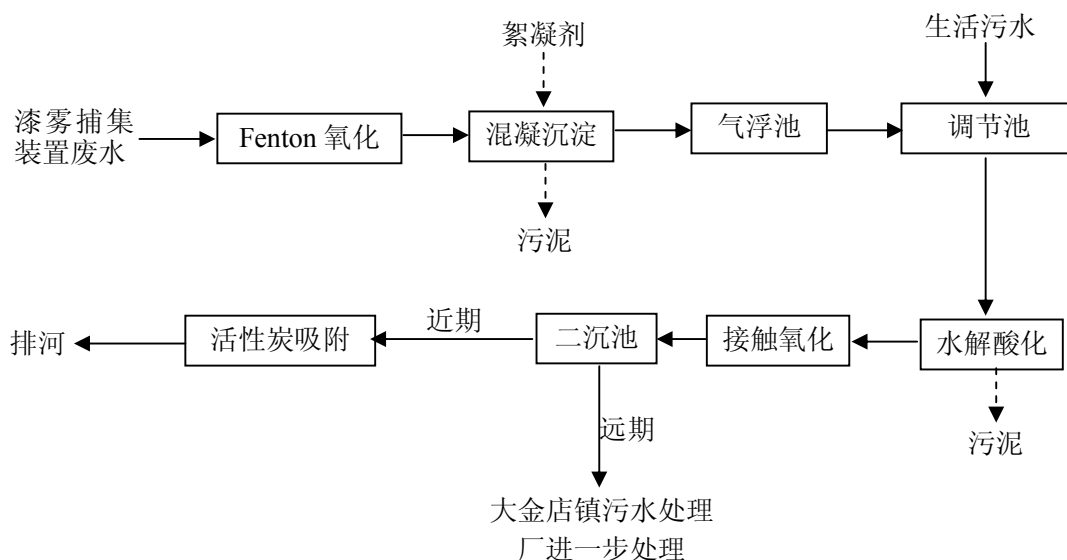 絮凝剂
生活污水
漆雾捕集
装置废水
Fenton 氧化
混凝沉淀
气浮池
调节池
污泥
排河
活性炭吸附
近期
二沉池
接触氧化
水解酸化
远期
污泥
大金店镇污水处理
厂进一步处理